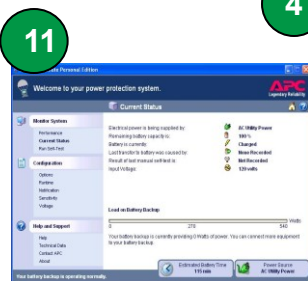 4
11
Personal Edition
Welcome to your power protection system.
APC
Legendary Reliability
Current Status
Monitor System
Performance
Current Status
Run Self-Test
Configuration
Options
Runtime
Notification
Sensitivity
Voltage
Help and Support
Help
Technical Data
Contact APC
About
Electrical power is being supplied by: AC Utility Power
Remaining battery capacity is: 100%
Battery is currently: Charged
Last transfer to battery was caused by: None Recorded
Result of last manual self-test is: Not Recorded
Input Voltage: 120 volts
Load on Battery Backup
Watts
0 270 540
Your battery backup is currently providing 0 Watts of power. You can connect more equipment
to your battery backup.
Estimated Battery Time
115 min
Power Source
AC Utility Power
Your battery backup is operating normally.